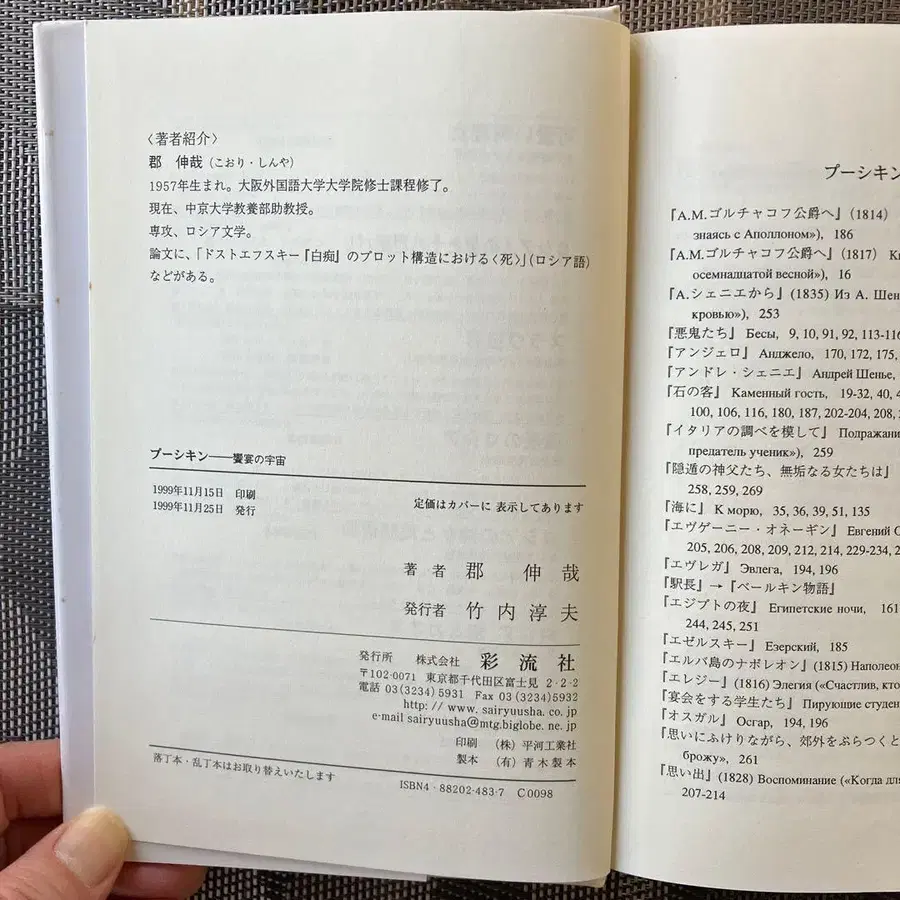 〈著者紹介〉
郡 伸哉（こおり・しんや）
1957年生まれ。大阪外国語大学大学院修士課程修了。
現在、中京大学教養部助教授。
専攻、ロシア文学。
論文に、「ドストエフスキー『白痴』のプロット構造における〈死〉」（ロシア語）
などがある。
プーシキン──饗宴の宇宙
1999年11月15日 印刷
1999年11月25日 発行
定価はカバーに 表示してあります
著者 郡 伸哉
発行者 竹内淳夫
発行所 株式会社 彩流社
〒102-0071 東京都千代田区富士見 2-2-2
電話 03(3234)5931 Fax 03(3234)5932
http:// www. sairyuusha. co. jp
e-mail sairyuusha@mtg.biglobe. ne. jp
印刷 （株）平河工業社
製本 （有）青木製本
落丁本・乱丁本はお取り替えいたします
ISBN4・88202-483-7 C0098
プーシキン
『A.M.ゴルチャコフ公爵へ』(1814)
знаясь с Аполлоном»), 186
『A.M.ゴルチャコフ公爵へ』(1817) К
осемнадцатой весной»), 16
『A.シェニエから』(1835) Из А. Шен
кровью»), 253
『悪鬼たち』 Бесы, 9, 10, 91, 92, 113-116
『アンジェロ』 Анджело, 170, 172, 175,
『アンドレ・シェニエ』 Андрей Шенье,
『石の客』 Каменный гость, 19-32, 40, 4
100, 106, 116, 180, 187, 202-204, 208, 2
『イタリアの調べを模して』 Подражани
предатель ученик»), 259
『隠遁の神父たち、無垢なる女たちは』
258, 259, 269
『海に』 К морю, 35, 36, 39, 51, 135
『エヴゲーニー・オネーギン』 Евгений О
205, 206, 208, 209, 212, 214, 229-234, 2
『エヴレガ』 Эвлега, 194, 196
『駅長』→『ベールキン物語』
『エジプトの夜』 Египетские ночи, 161
244, 245, 251
『エゼルスキー』 Езерский, 185
『エルバ島のナポレオン』(1815) Наполеон
『エレジー』(1816) Элегия («Счастлив, кто
『宴会をする学生たち』 Пирующие студен
『オスガル』 Осгар, 194, 196
『思いにふけりながら、郊外をぶらつくと
брожу», 261
『思い出』(1828) Воспоминание («Когда для
207-214